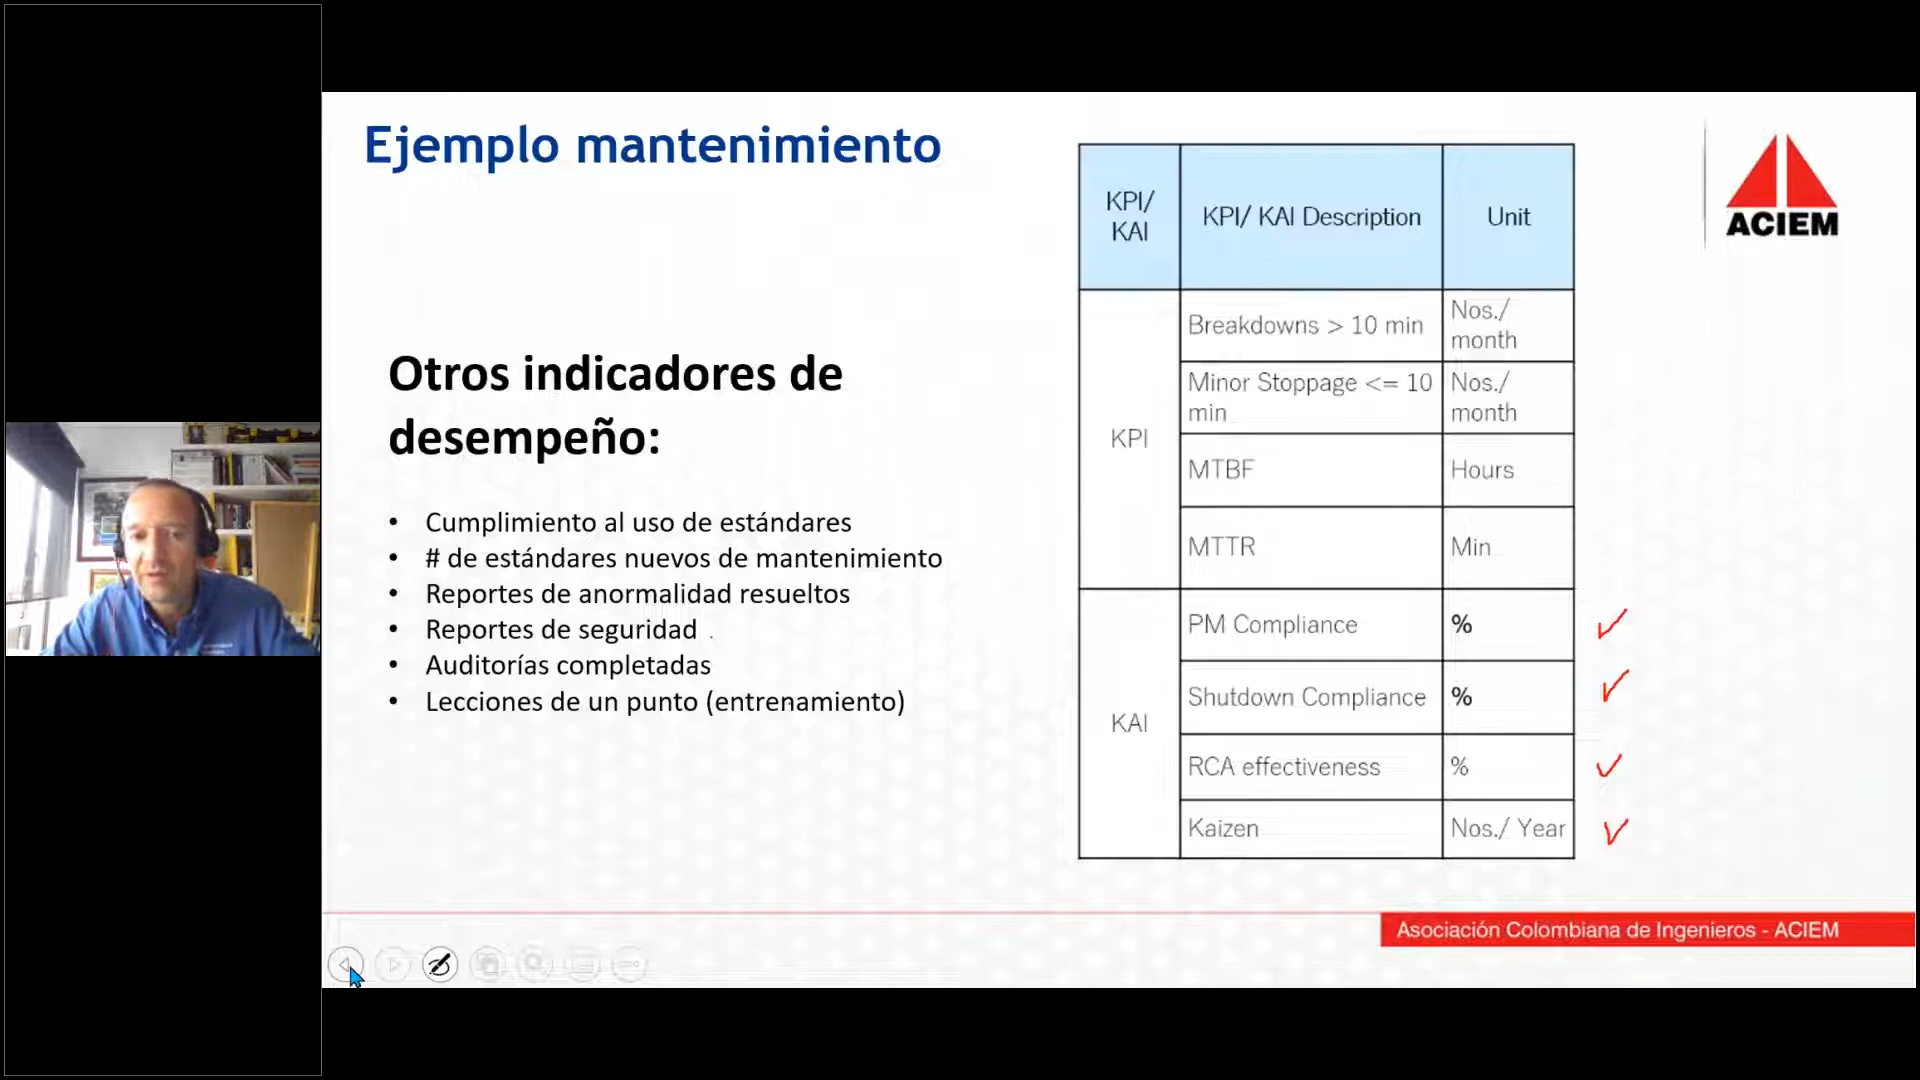 Ejemplo mantenimiento
Otros indicadores de
desempeño:
• Cumplimiento al uso de estándares
• # de estándares nuevos de mantenimiento
• Reportes de anormalidad resueltos
• Reportes de seguridad
• Auditorías completadas
• Lecciones de un punto (entrenamiento)
KPI/
KAI
KPI/ KAI Description
Unit
KPI
Breakdowns > 10 min
Nos./
month
Minor Stoppage <= 10
min
Nos./
month
MTBF
Hours
MTTR
Min
KAI
PM Compliance
%
Shutdown Compliance
%
RCA effectiveness
%
Kaizen
Nos./ Year
ACIEM
Asociación Colombiana de Ingenieros - ACIEM